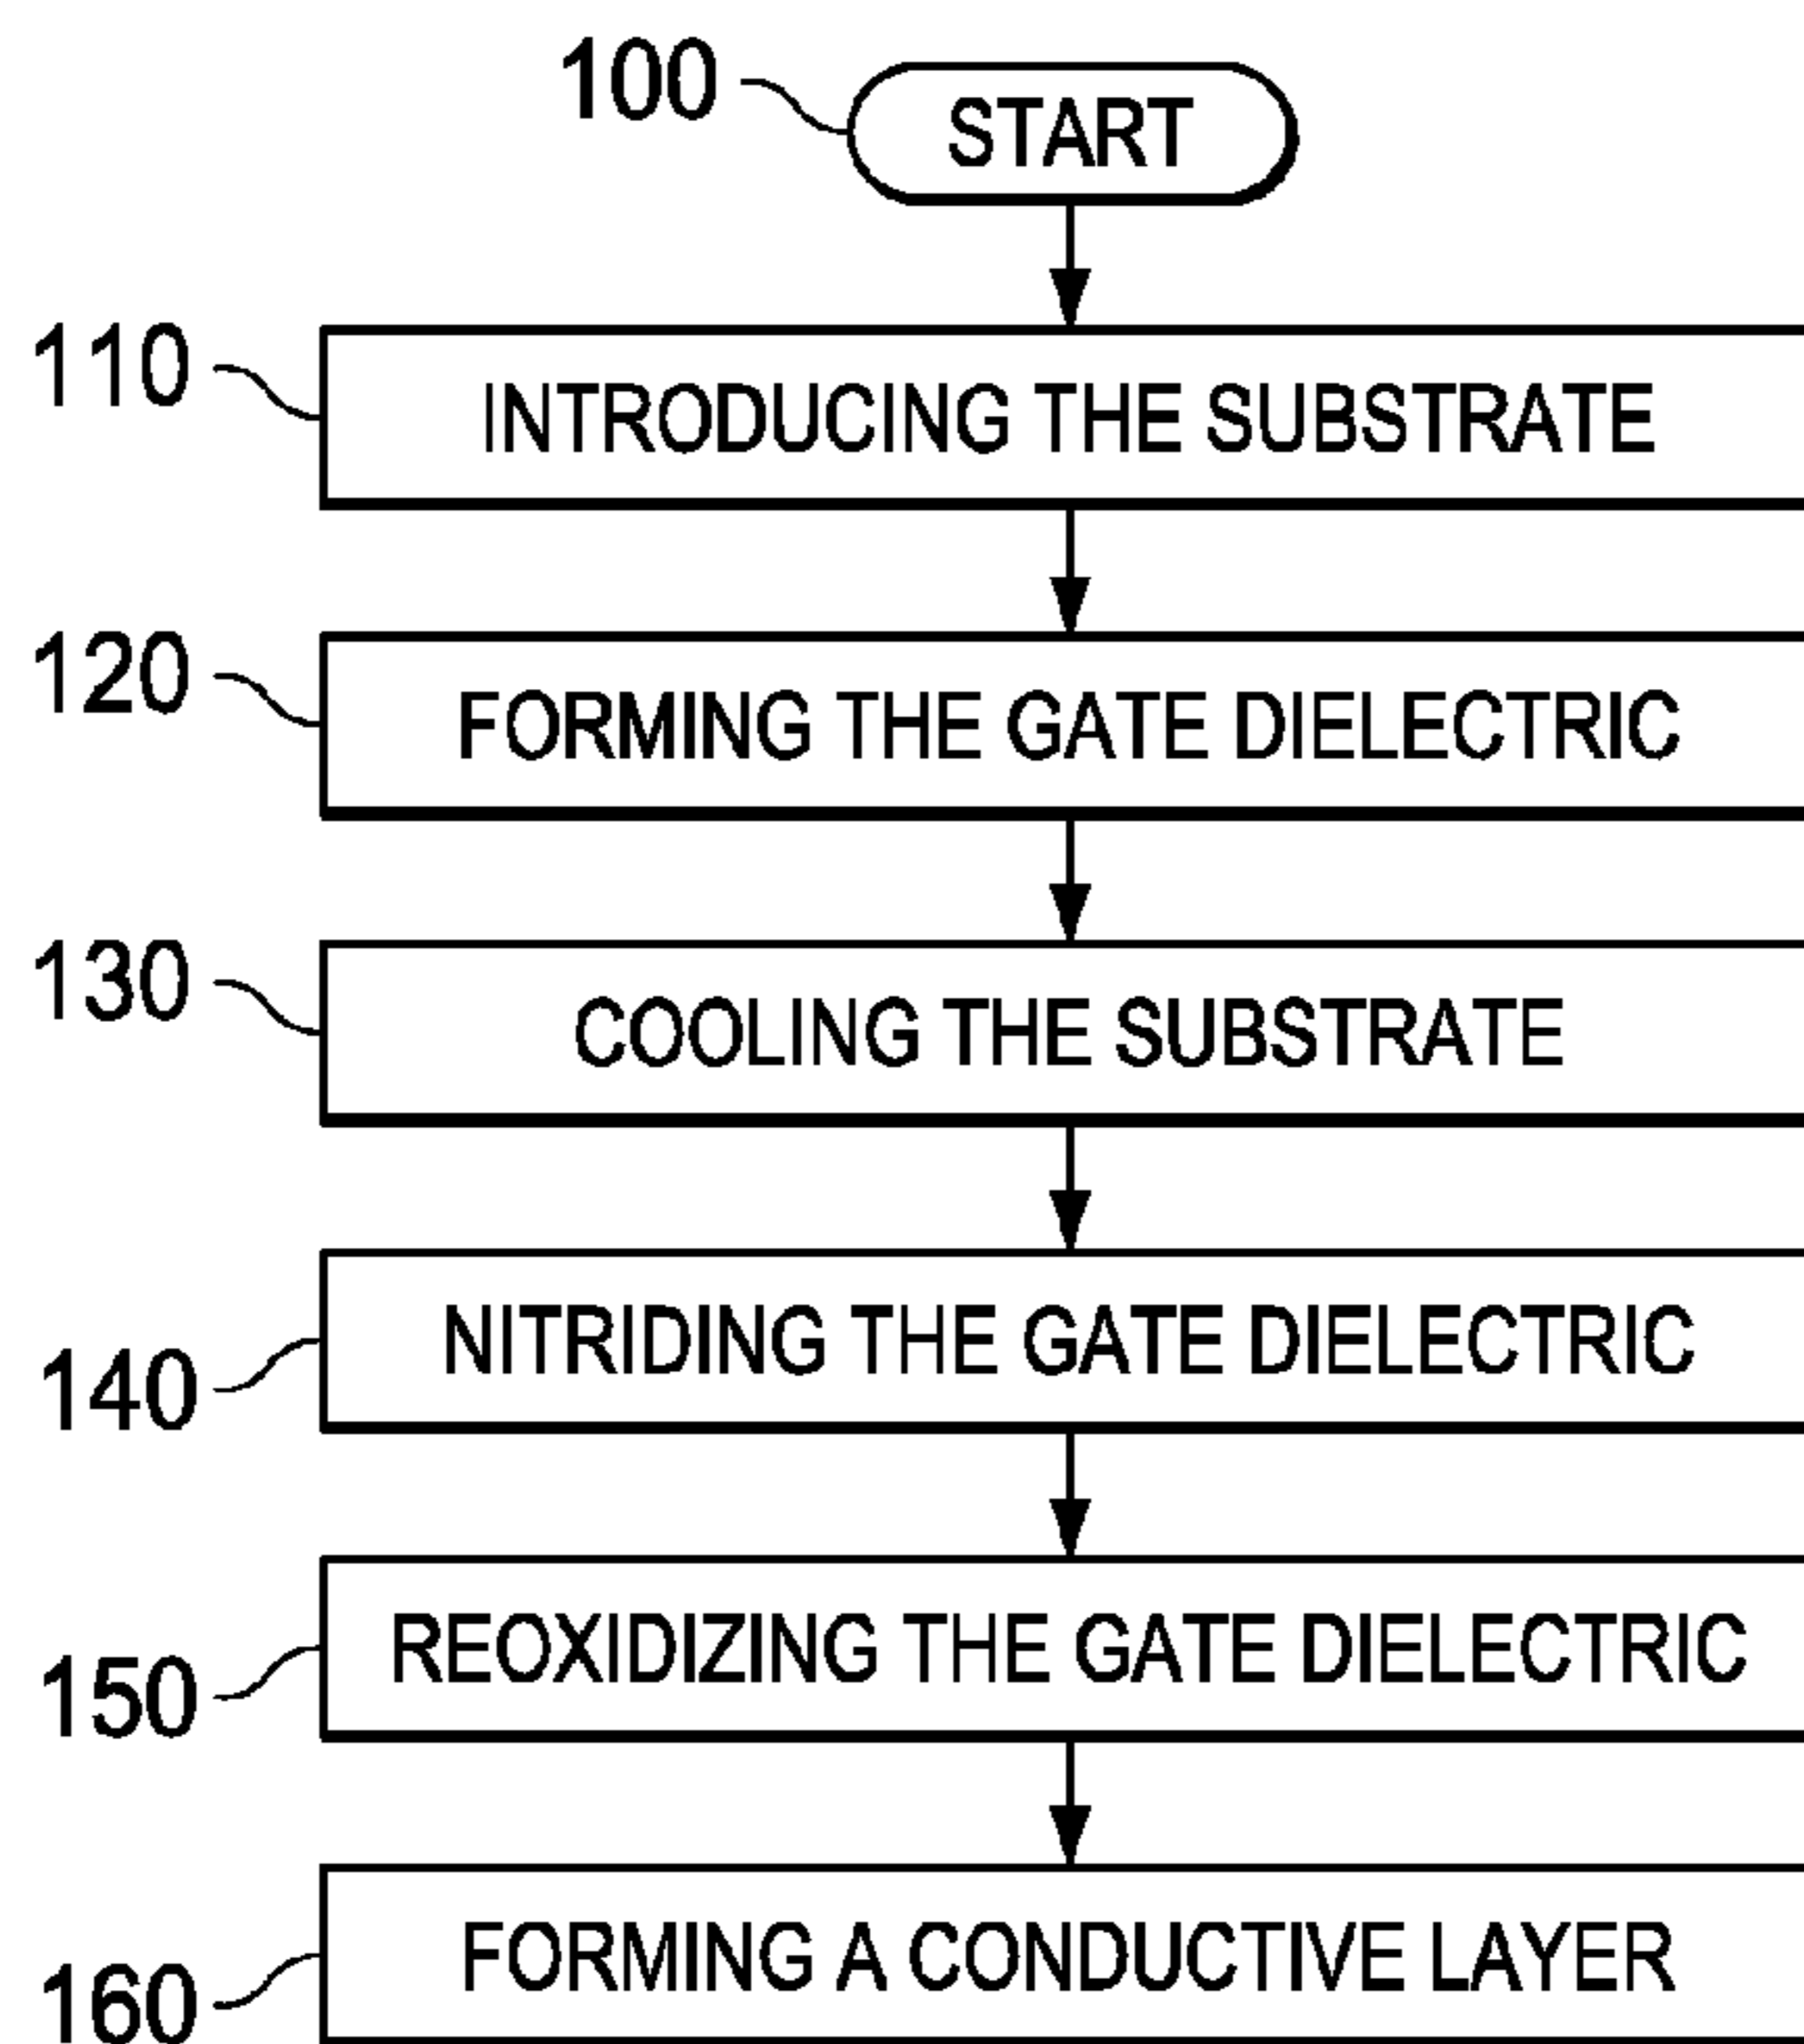 100 START
110 INTRODUCING THE SUBSTRATE
120 FORMING THE GATE DIELECTRIC
130 COOLING THE SUBSTRATE
140 NITRIDING THE GATE DIELECTRIC
150 REOXIDIZING THE GATE DIELECTRIC
160 FORMING A CONDUCTIVE LAYER